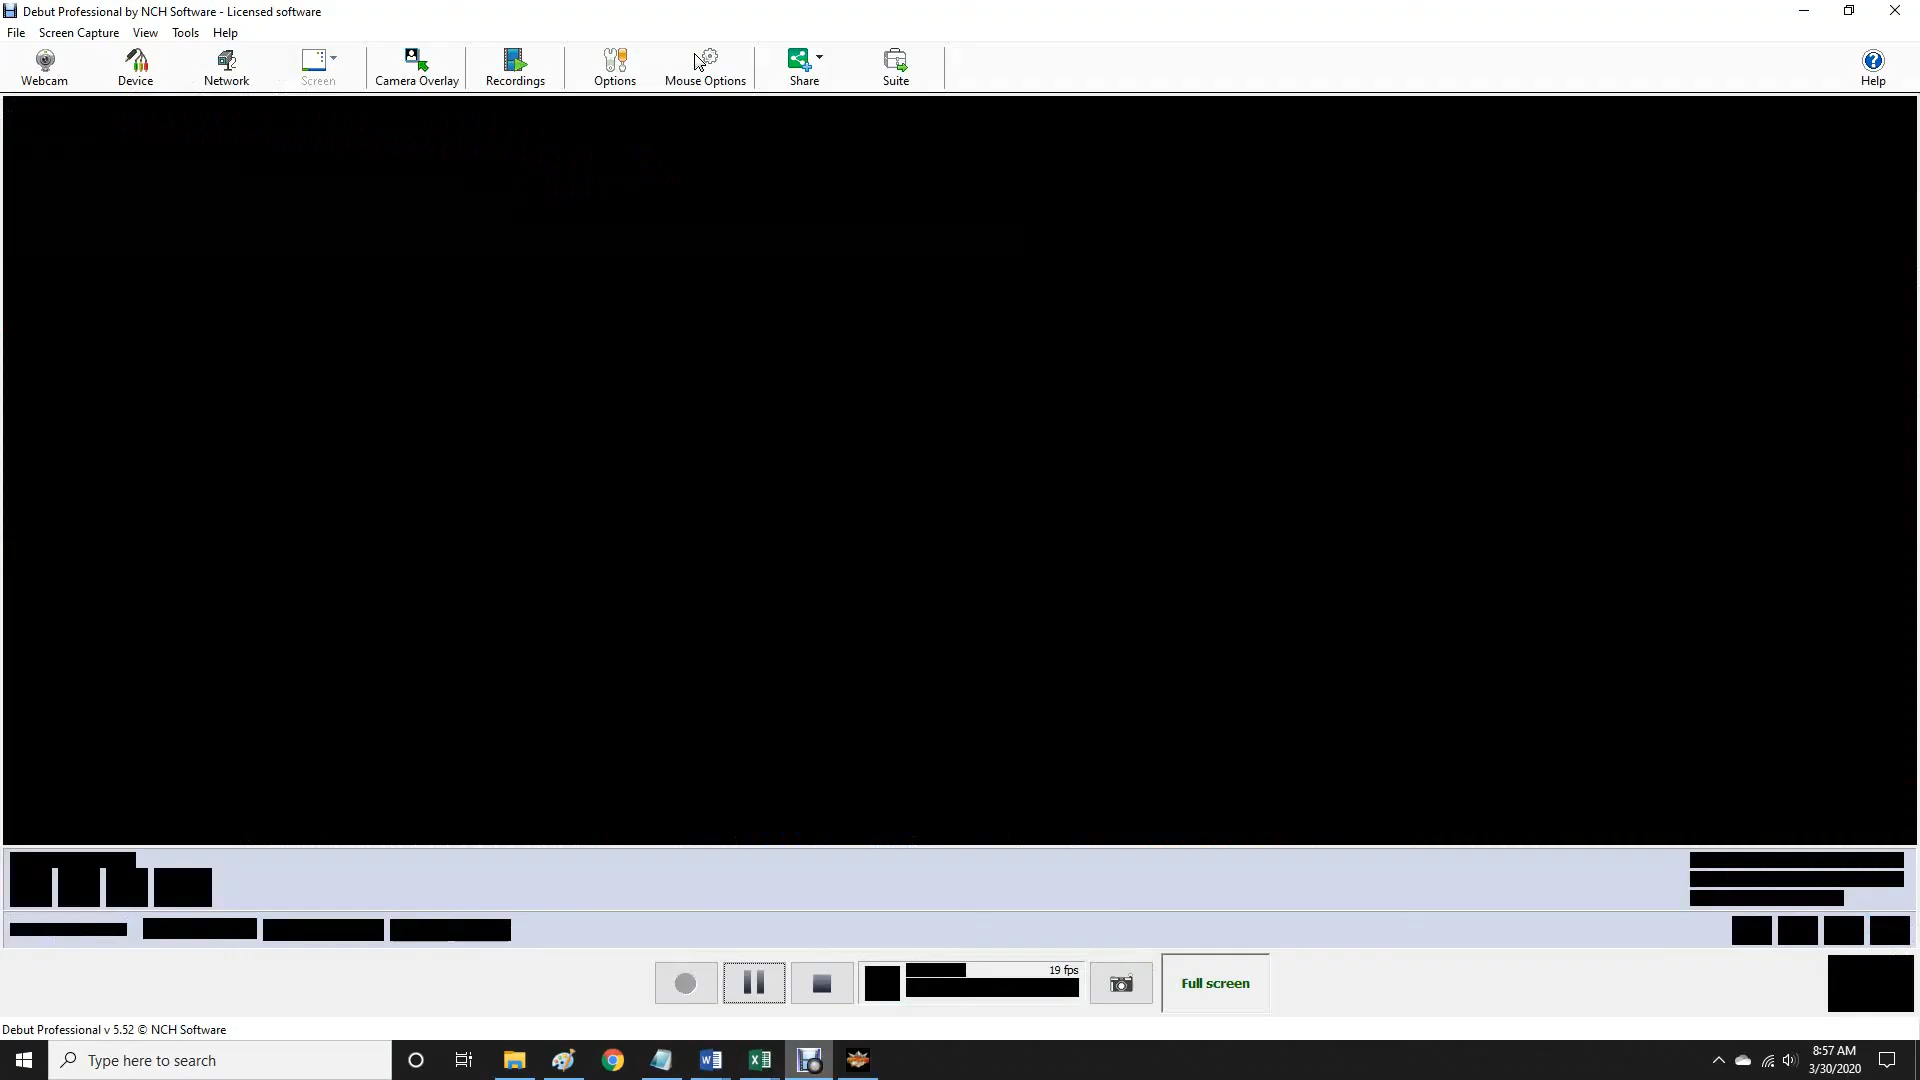 Debut Professional by NCH Software - Licensed software
File Screen Capture View Tools Help
Webcam Device Network Screen Camera Overlay Recordings Options Mouse Options Share Suite Help
19 fps
Full screen
Debut Professional v 5.52 © NCH Software
Type here to search
8:57 AM
3/30/2020